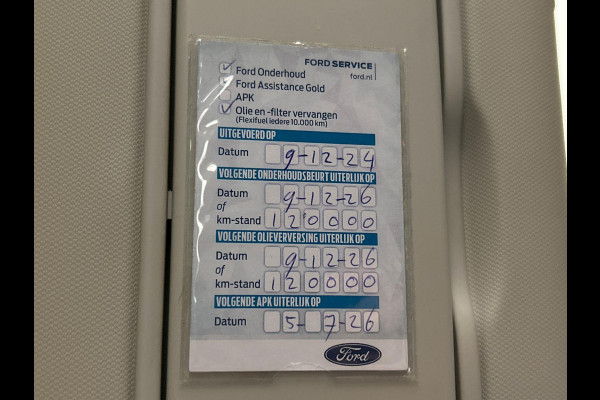 FORD SERVICE
ford.nl
Ford Onderhoud
Ford Assistance Gold
APK
Olie en -filter vervangen
(Flexifuel iedere 10.000 km)
UITGEVOERD OP
Datum 9-12-24
VOLGENDE ONDERHOUDSBEURT UITERLIJK OP
Datum 9-12-26
of
km-stand 120000
VOLGENDE OLIEVERVERSING UITERLIJK OP
Datum 9-12-26
of
km-stand 120000
VOLGENDE APK UITERLIJK OP
Datum 5-7-26
Ford